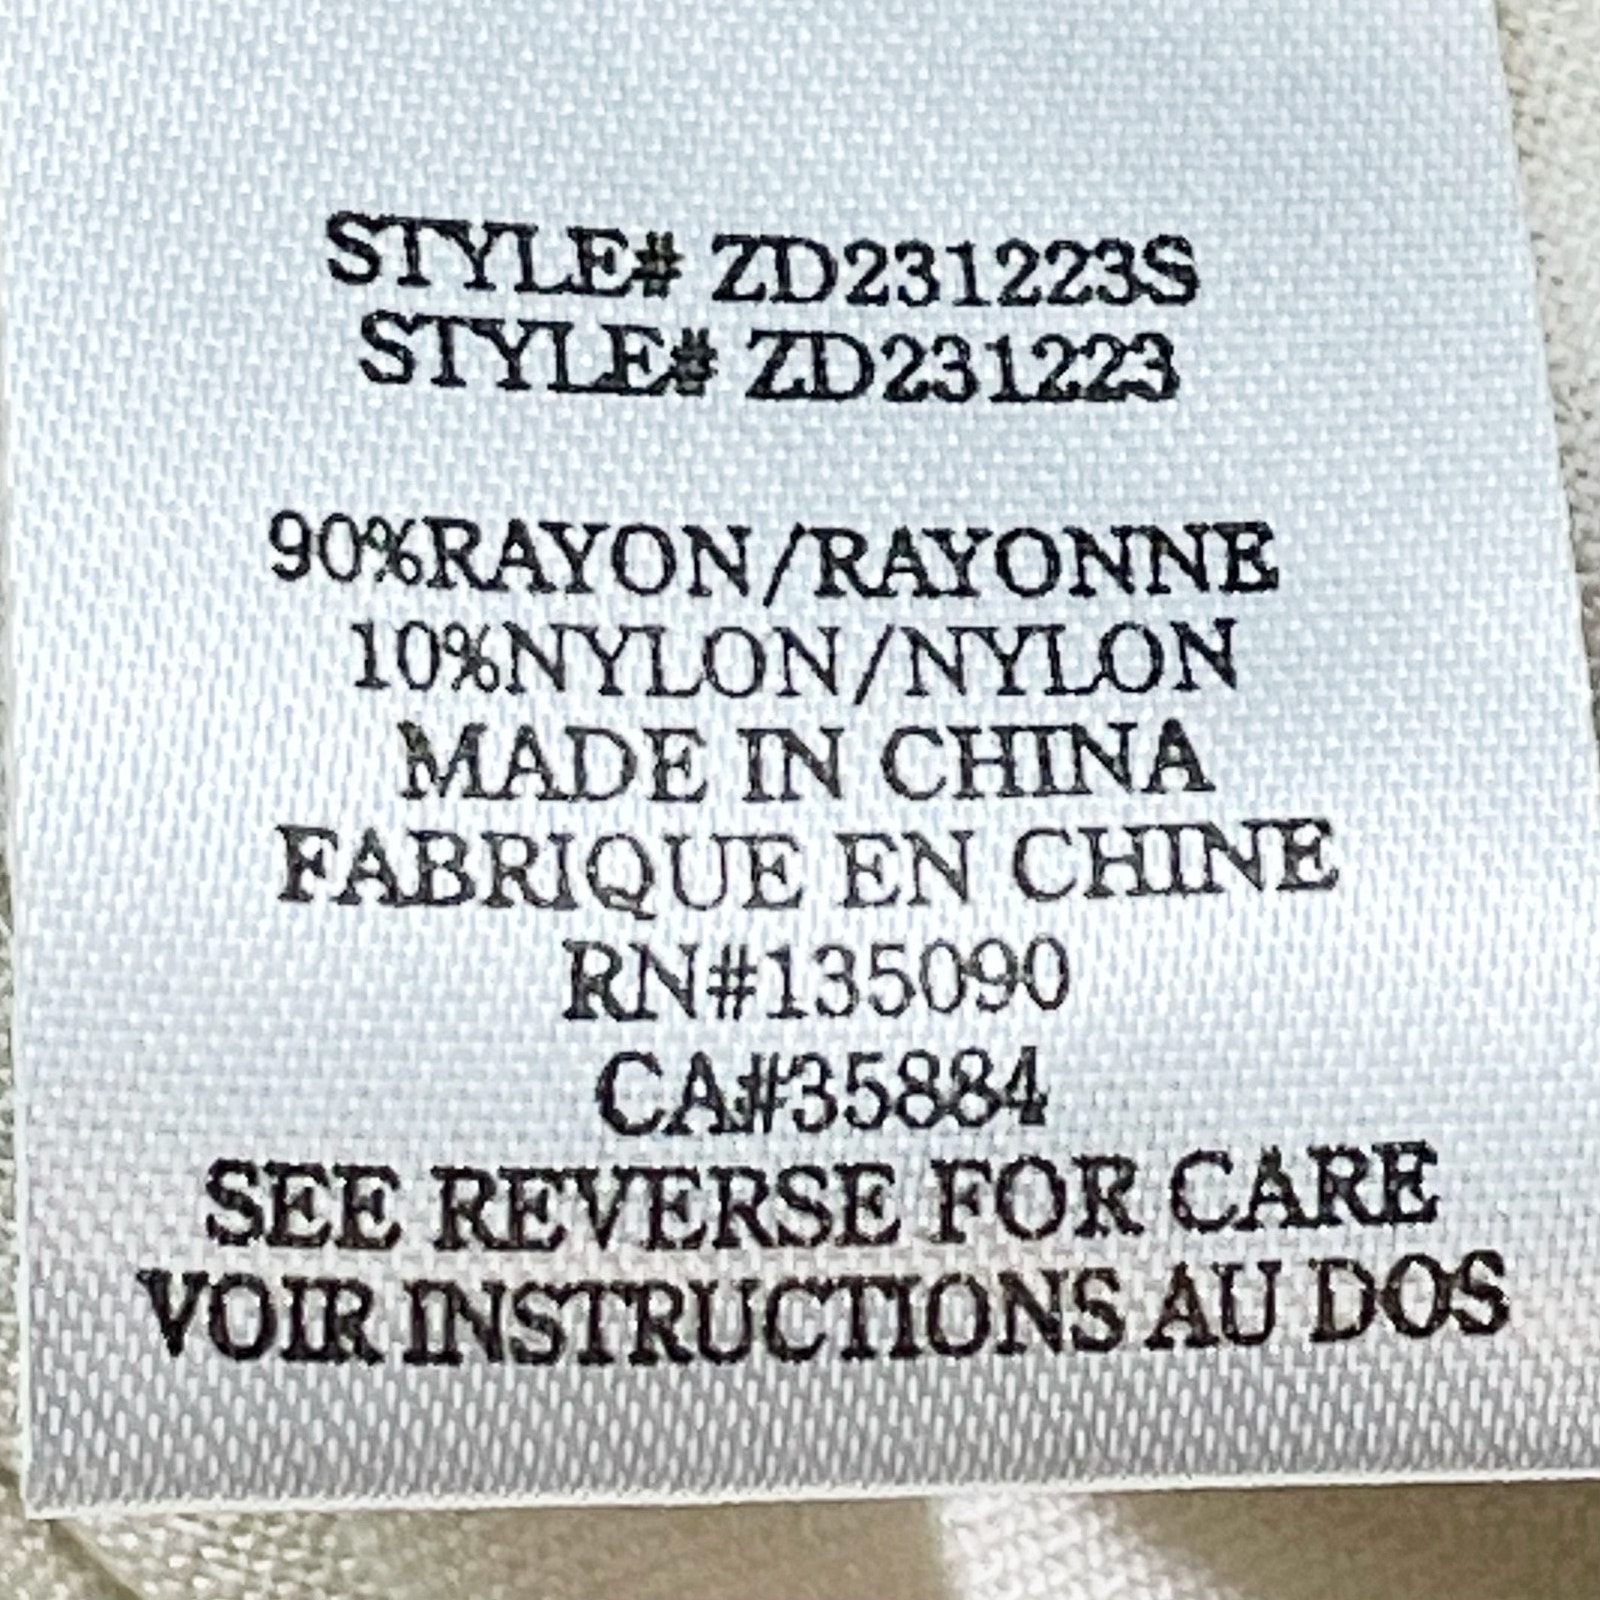 STYLE# ZD231223S
STYLE# ZD231223
90%RAYON/RAYONNE
10%NYLON/NYLON
MADE IN CHINA
FABRIQUE EN CHINE
RN#135090
CA#35884
SEE REVERSE FOR CARE
VOIR INSTRUCTIONS AU DOS